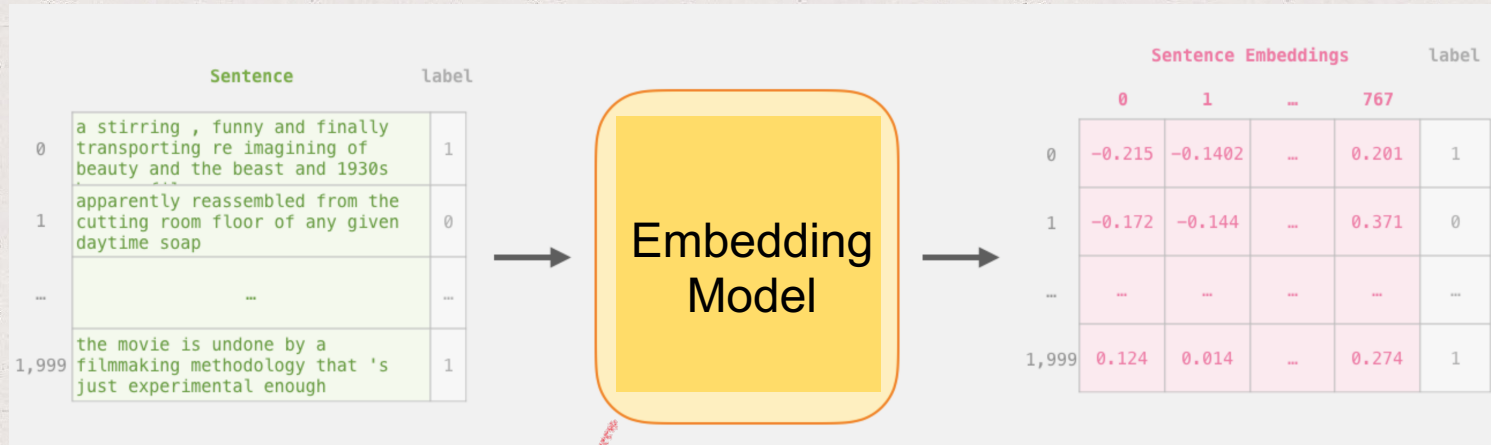 Sentence label
0 a stirring , funny and finally
transporting re imagining of
beauty and the beast and 1930s
1
1 apparently reassembled from the
cutting room floor of any given
daytime soap
0
… … …
1,999 the movie is undone by a
filmmaking methodology that 's
just experimental enough
1
Embedding
Model
Sentence Embeddings label
0 1 … 767
0 -0.215 -0.1402 … 0.201 1
1 -0.172 -0.144 … 0.371 0
… … … … … …
1,999 0.124 0.014 … 0.274 1